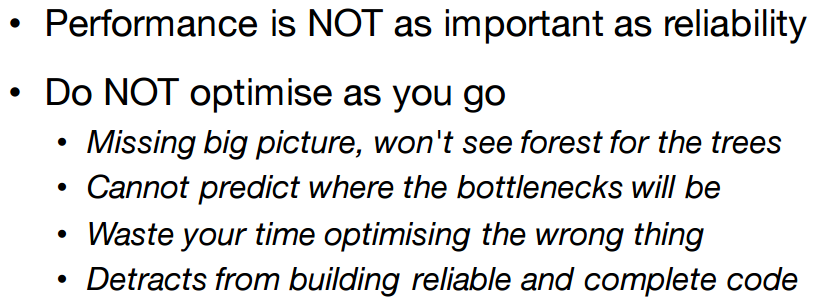 • Performance is NOT as important as reliability
• Do NOT optimise as you go
• Missing big picture, won't see forest for the trees
• Cannot predict where the bottlenecks will be
• Waste your time optimising the wrong thing
• Detracts from building reliable and complete code